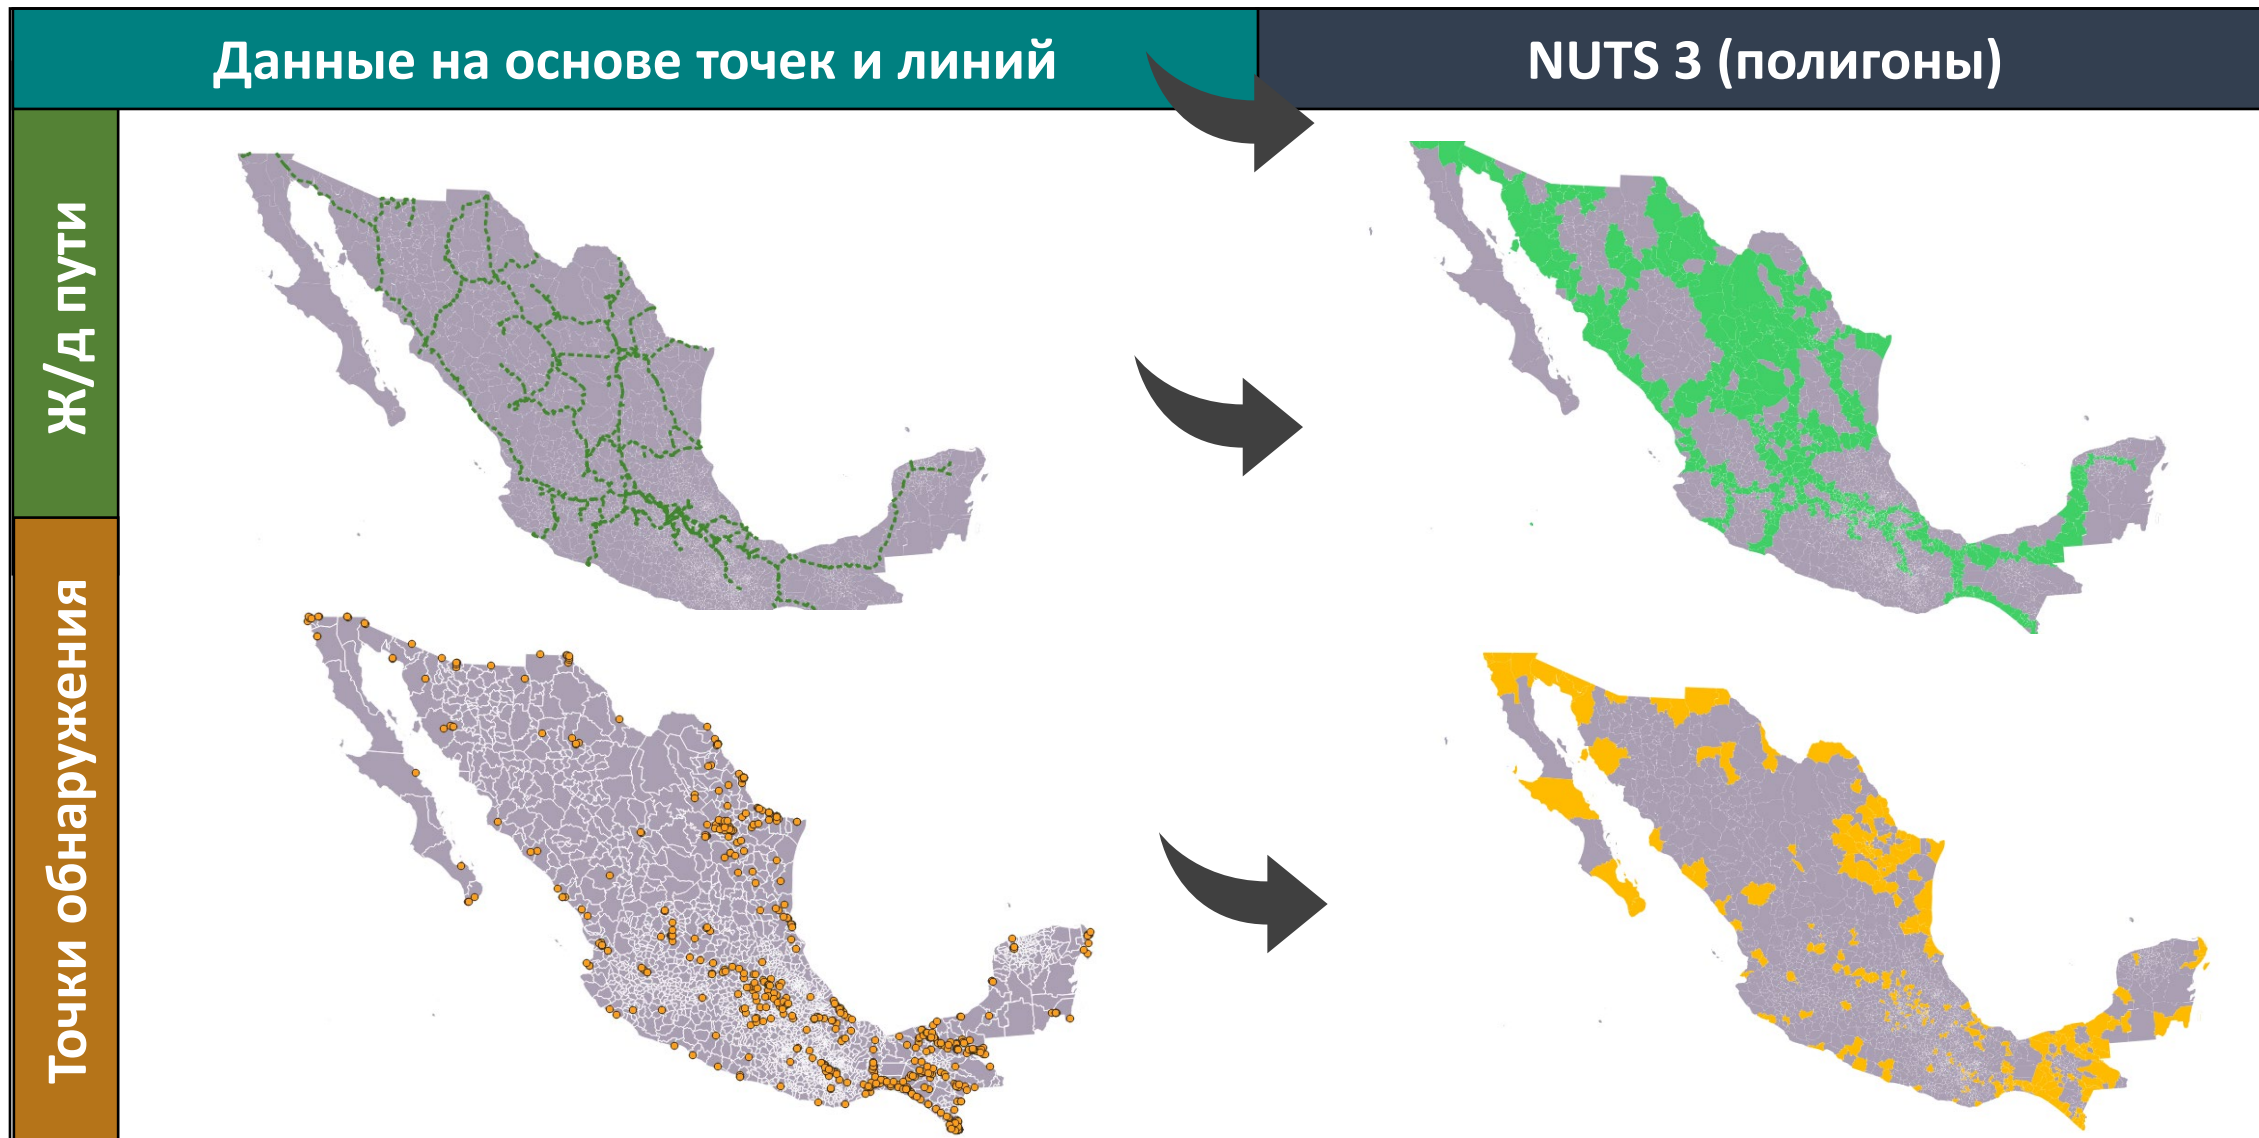 Данные на основе точек и линий
NUTS 3 (полигоны)
Ж/д пути
Точки обнаружения